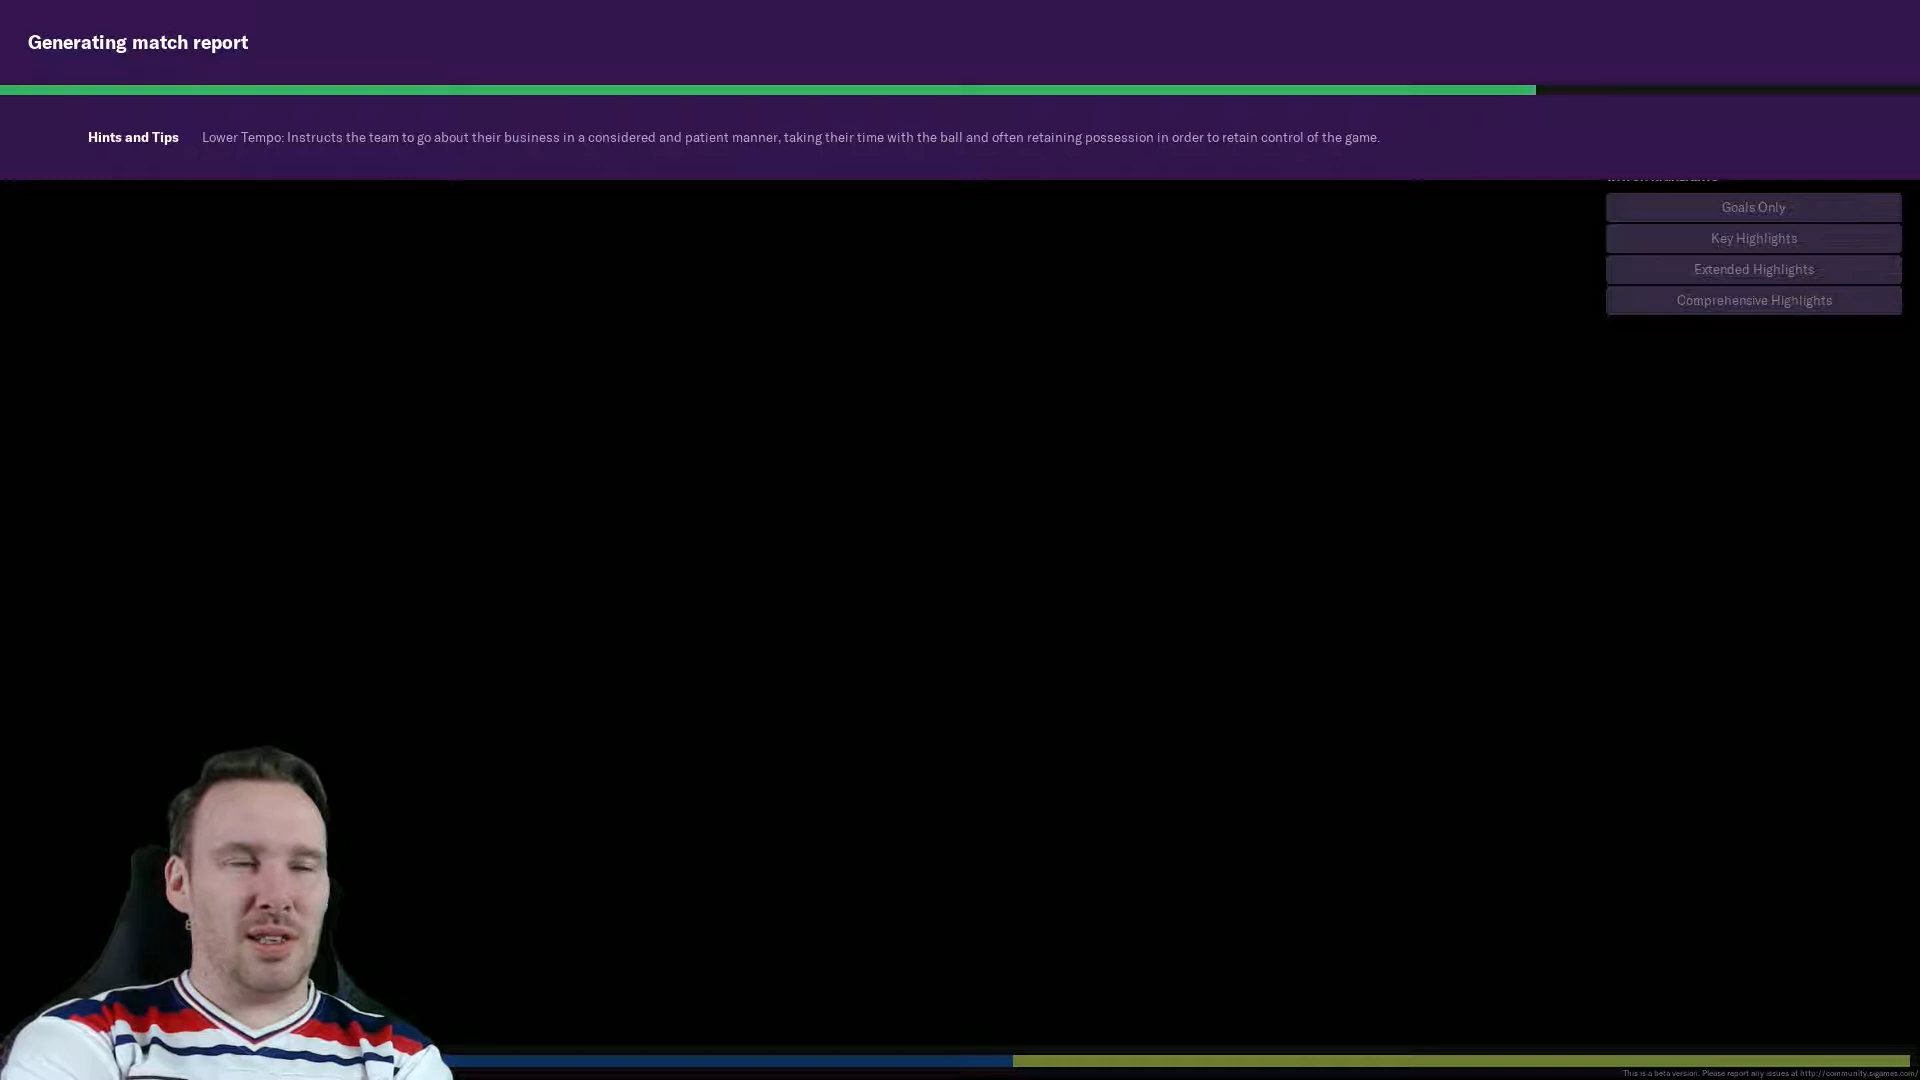 Generating match report
Hints and Tips Lower Tempo: Instructs the team to go about their business in a considered and patient manner, taking their time with the ball and often retaining possession in order to retain control of the game.
Goals Only
Key Highlights
Extended Highlights
Comprehensive Highlights
This is a beta version. Please report any issues at http://community.sigames.com/